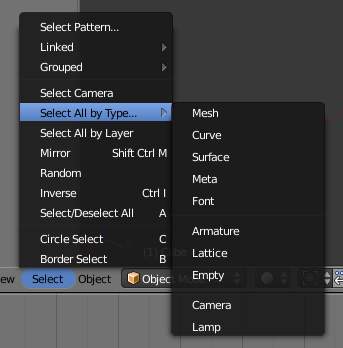 Select Pattern...
Linked
Grouped
Select Camera
Select All by Type...
Select All by Layer
Mirror Shift Ctrl M
Random
Inverse Ctrl I
Select/Deselect All A
Circle Select C
Border Select B
Mesh
Curve
Surface
Meta
Font
Armature
Lattice
Empty
Camera
Lamp
ew Select Object Objec